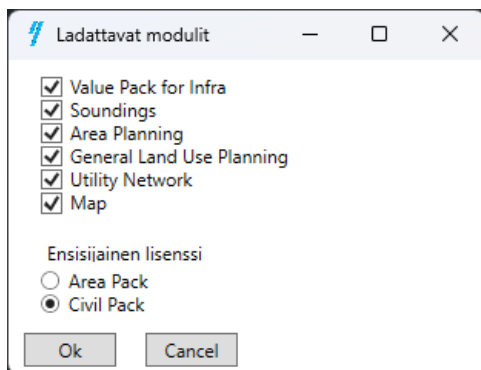 Ladattavat modulit
Value Pack for Infra
Soundings
Area Planning
General Land Use Planning
Utility Network
Map
Ensisijainen lisenssi
Area Pack
Civil Pack
Ok Cancel